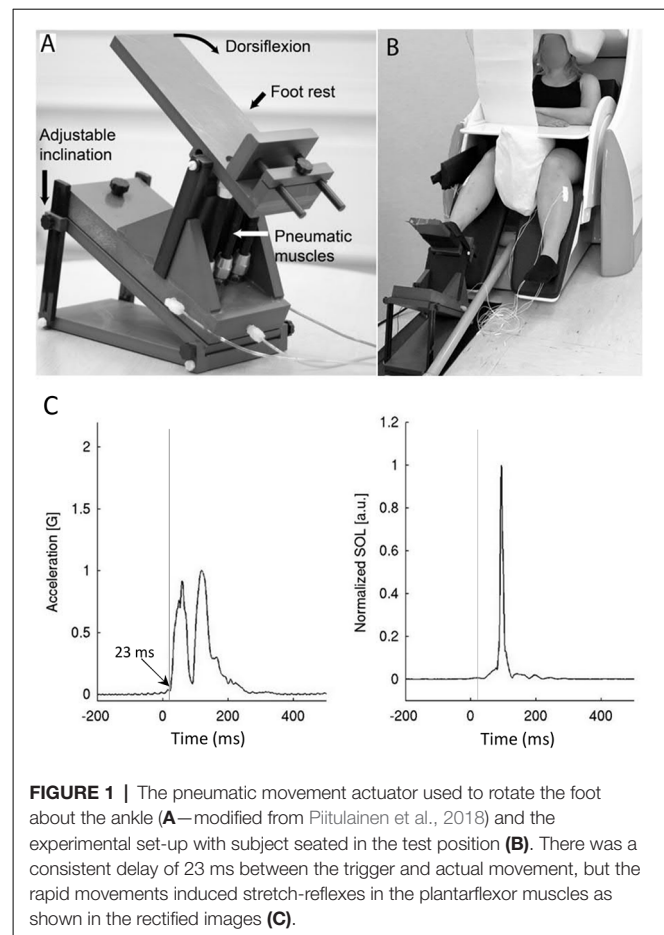 A
Dorsiflexion
Foot rest
Adjustable
inclination
Pneumatic
muscles
B
C
2
1.5
1
0.5
0
Acceleration [G]
23 ms
-200
0
200
400
Time (ms)
1.2
1
0.8
0.6
0.4
0.2
0
Normalized SOL [a.u.]
-200
0
200
400
Time (ms)
FIGURE 1 | The pneumatic movement actuator used to rotate the foot
about the ankle (A—modified from Piitulainen et al., 2018) and the
experimental set-up with subject seated in the test position (B). There was a
consistent delay of 23 ms between the trigger and actual movement, but the
rapid movements induced stretch-reflexes in the plantarflexor muscles as
shown in the rectified images (C).